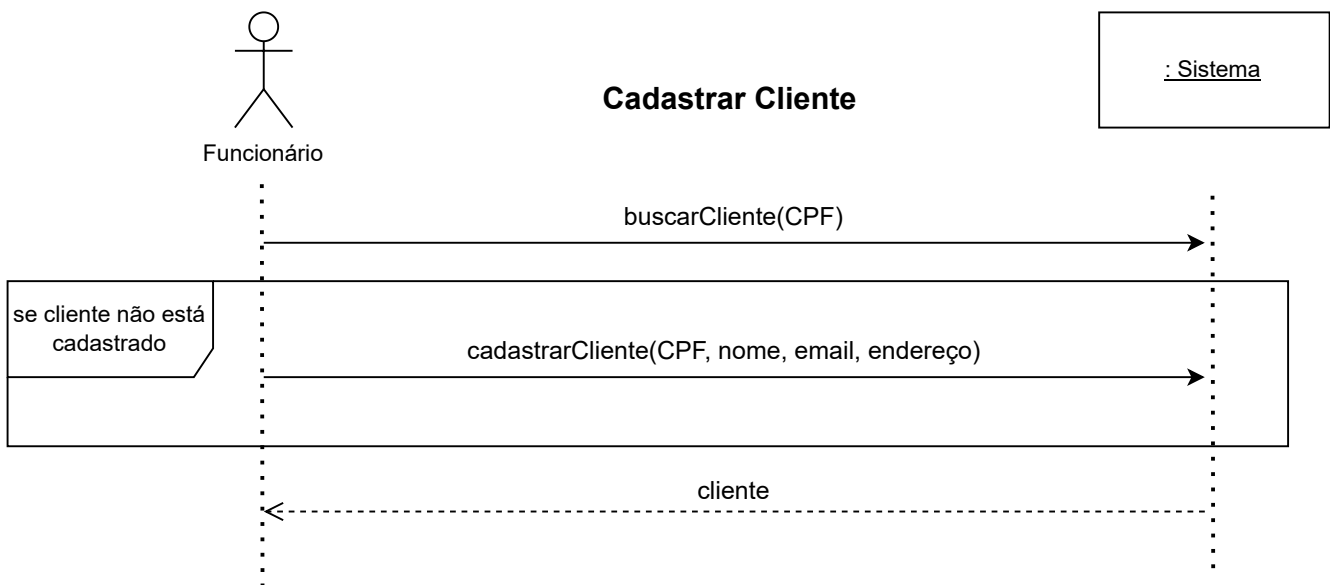 : Sistema
Cadastrar Cliente
Funcionário
buscarCliente(CPF)
se cliente não está
cadastrado
cadastrarCliente(CPF, nome, email, endereço)
cliente